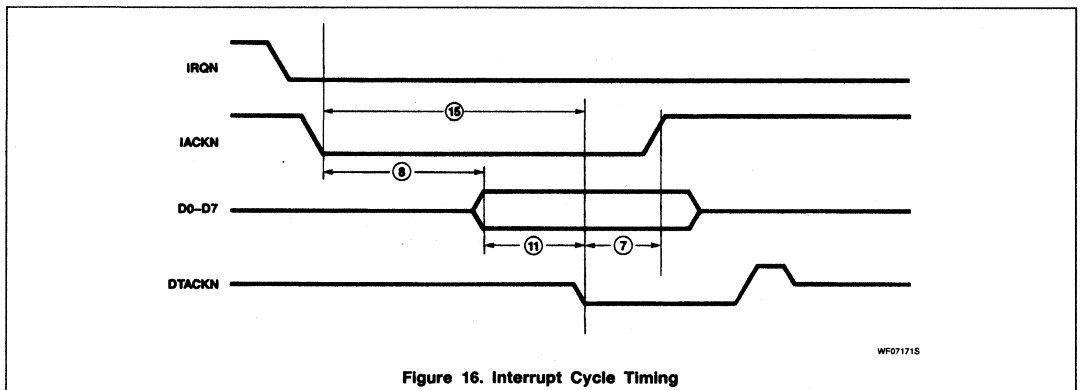 IRQN
15
IACKN
8
D0–D7
11
7
DTACKN
WF07171S
Figure 16. Interrupt Cycle Timing